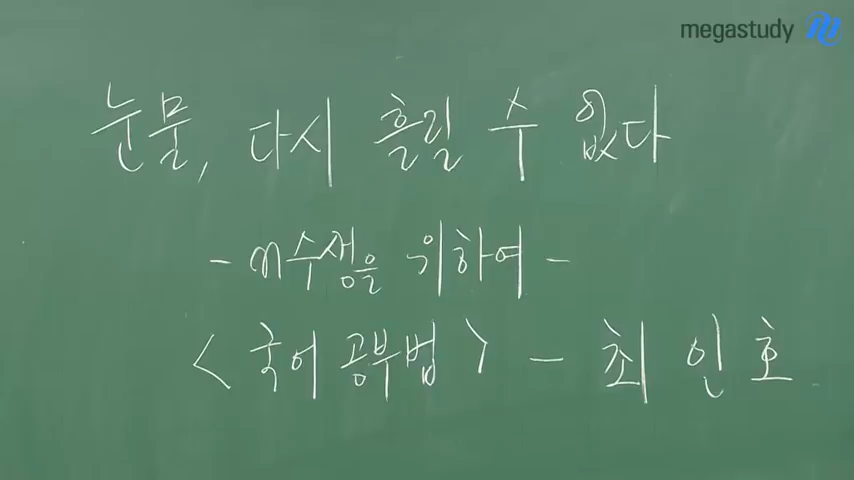 megastudy
눈물, 다시 흘릴 수 없다
- n수생을 위하여 -
<국어 공부법> - 최 인 호